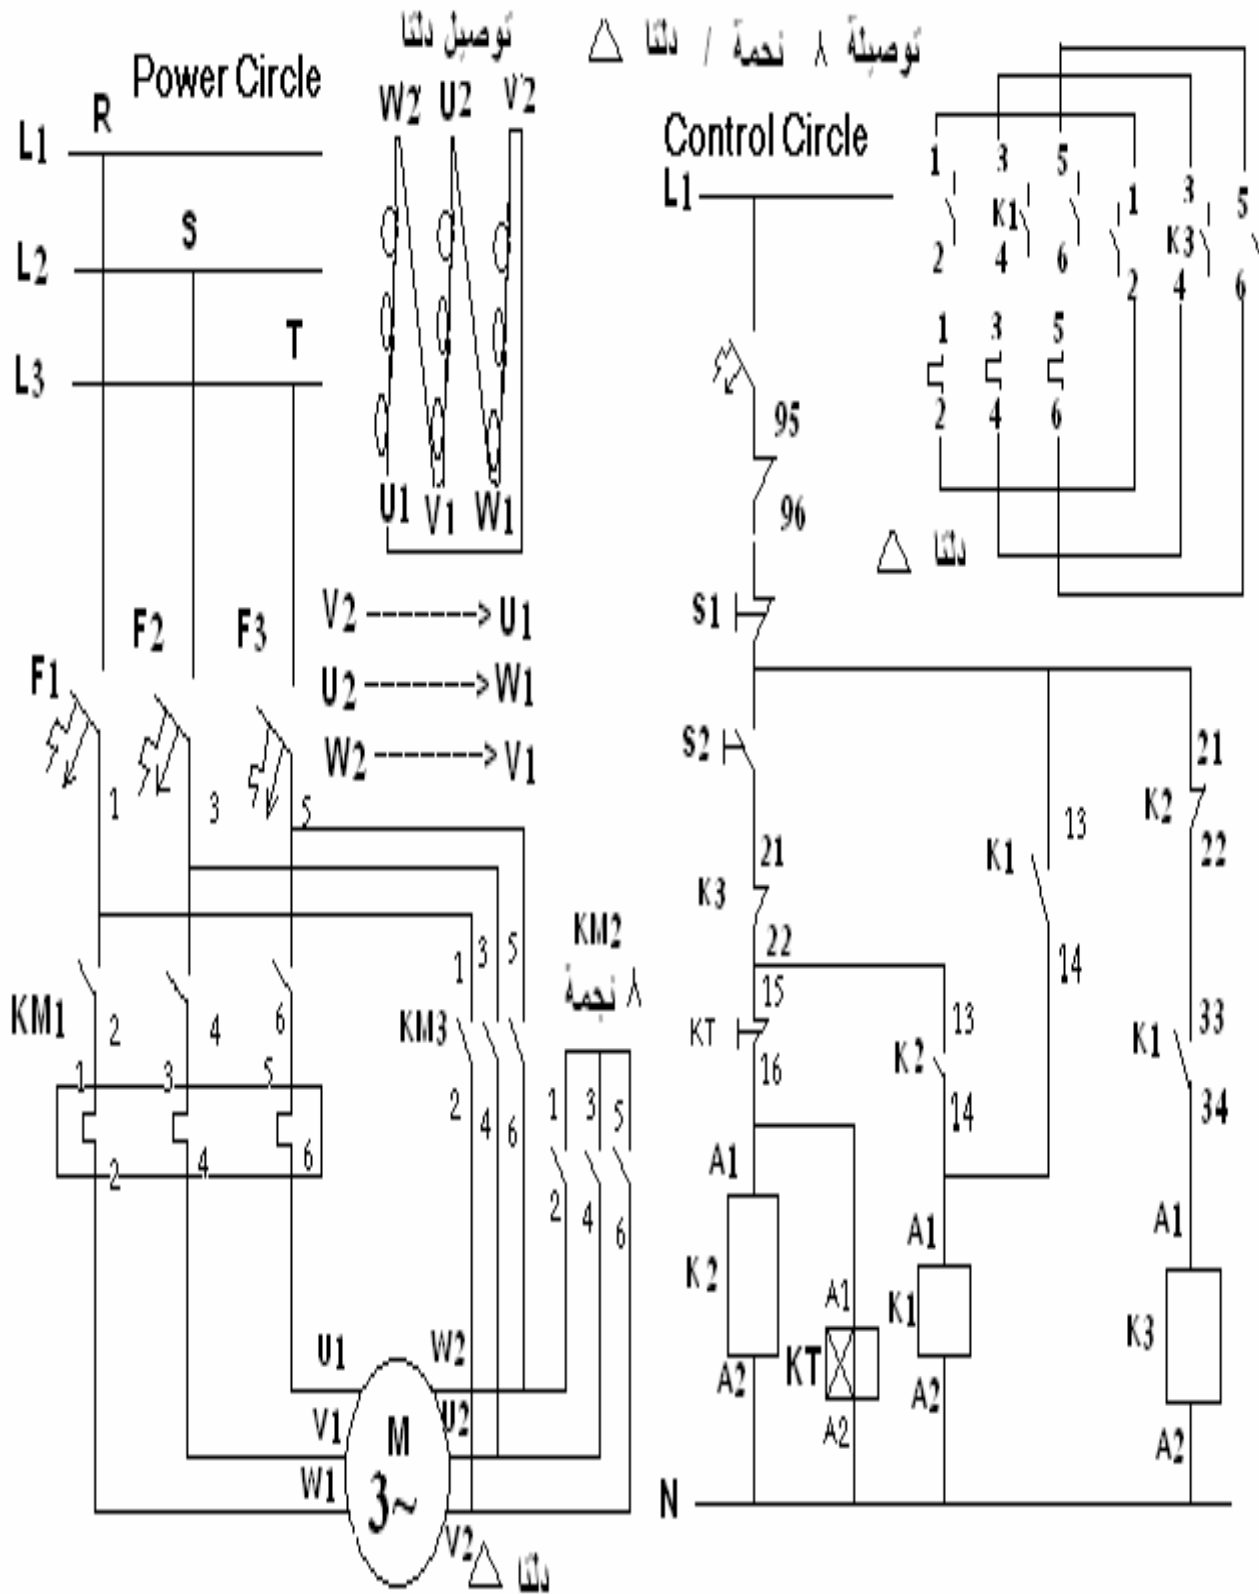 توصيل دلتا
توصيلة ٨ نجمة / دلتا △
Power Circle
R
L1
S
L2
T
L3
W2 U2 V2
U1 V1 W1
V2 --------> U1
U2 --------> W1
W2 --------> V1
F1 F2 F3
1 3 5
KM1
2 4 6
1 3 5
2 4 6
KM3
1 3 5
2 4 6
KM2
٨ نجمة
1 3 5
2 4 6
U1 W2
V1 U2
W1 V2
M
3~
△ دلتا
Control Circle
L1
1 3 5
K1
2 4 6
1 3 5
K3
2 4 6
1 3 5
2 4 6
△ دلتا
95
96
S1
S2
21
K3
22
15
KT
16
13
K2
14
13
K1
14
21
K2
22
33
K1
34
A1
K2
A2
A1
KT
A2
A1
K1
A2
A1
K3
A2
N